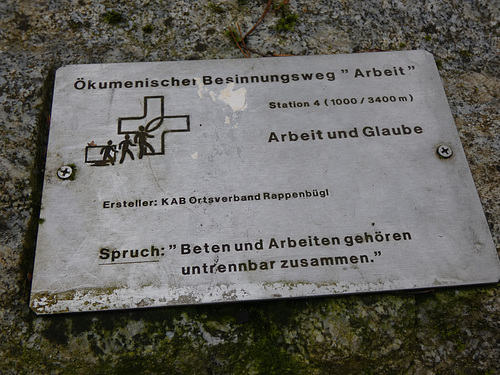 Ökumenischer Besinnungsweg " Arbeit "
Station 4 ( 1000 / 3400 m )
Arbeit und Glaube
Ersteller: KAB Ortsverband Rappenbügl
Spruch: " Beten und Arbeiten gehören
untrennbar zusammen."